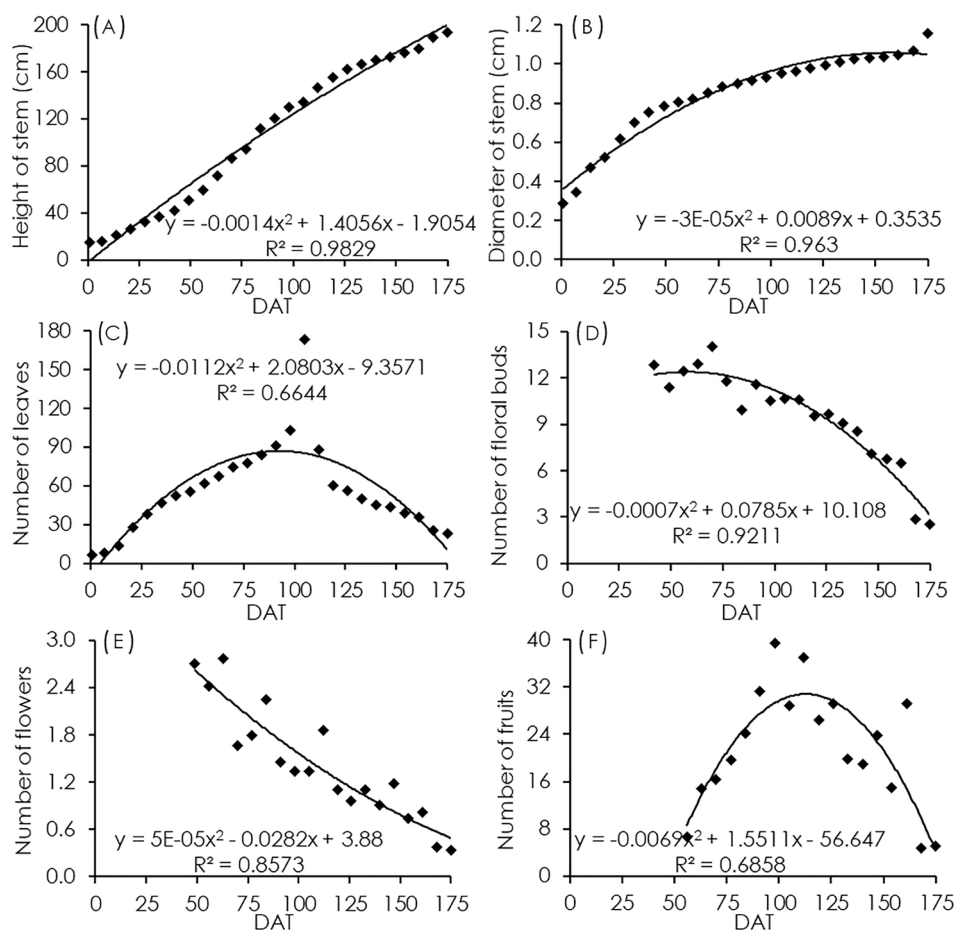 (A)
Height of stem (cm)
200
160
120
80
40
0
y = -0.0014x² + 1.4056x - 1.9054
R² = 0.9829
0 25 50 75 100 125 150 175
DAT
(B)
Diameter of stem (cm)
1.2
1.0
0.8
0.6
0.4
0.2
0.0
y = -3E-05x² + 0.0089x + 0.3535
R² = 0.963
0 25 50 75 100 125 150 175
DAT
(C)
Number of leaves
180
150
120
90
60
30
0
y = -0.0112x² + 2.0803x - 9.3571
R² = 0.6644
0 25 50 75 100 125 150 175
DAT
(D)
Number of floral buds
15
12
9
6
3
0
y = -0.0007x² + 0.0785x + 10.108
R² = 0.9211
0 25 50 75 100 125 150 175
DAT
(E)
Number of flowers
3.0
2.4
1.8
1.2
0.6
0.0
y = 5E-05x² - 0.0282x + 3.88
R² = 0.8573
0 25 50 75 100 125 150 175
DAT
(F)
Number of fruits
40
32
24
16
8
0
y = -0.0069x² + 1.5511x - 56.647
R² = 0.6858
0 25 50 75 100 125 150 175
DAT